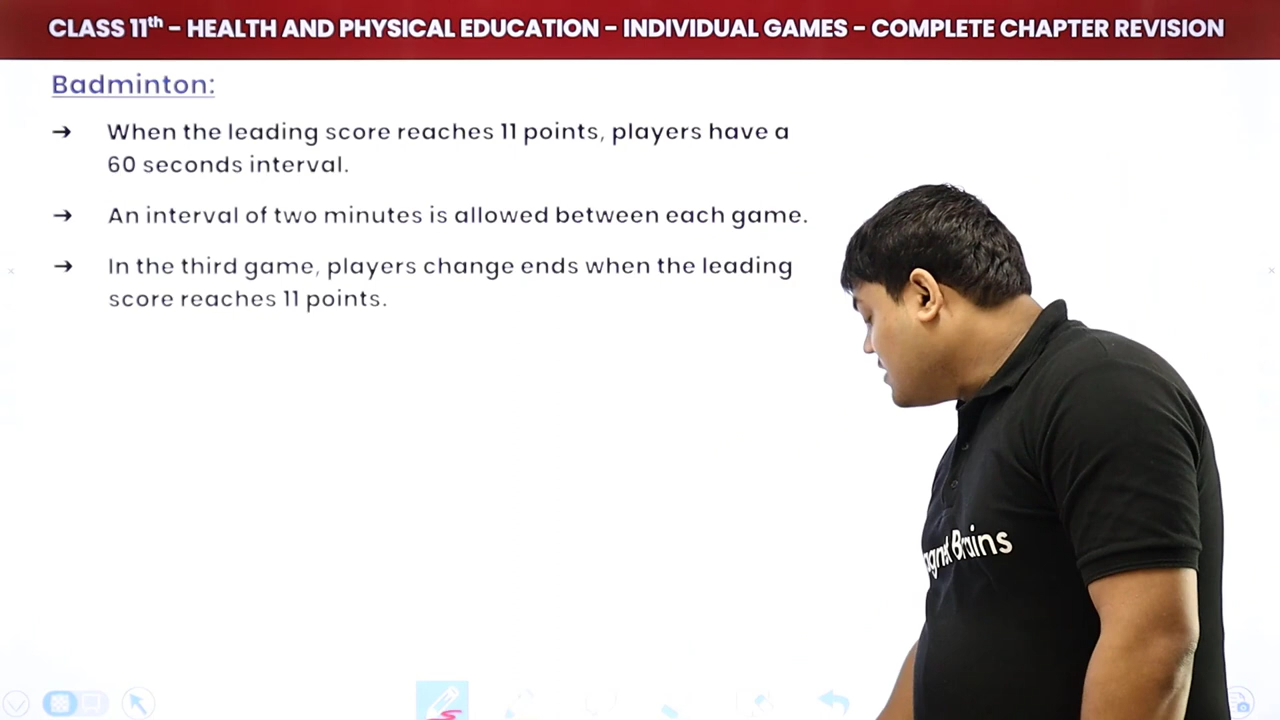 CLASS 11th - HEALTH AND PHYSICAL EDUCATION - INDIVIDUAL GAMES - COMPLETE CHAPTER REVISION
Badminton:
→ When the leading score reaches 11 points, players have a
60 seconds interval.
→ An interval of two minutes is allowed between each game.
→ In the third game, players change ends when the leading
score reaches 11 points.
Brains